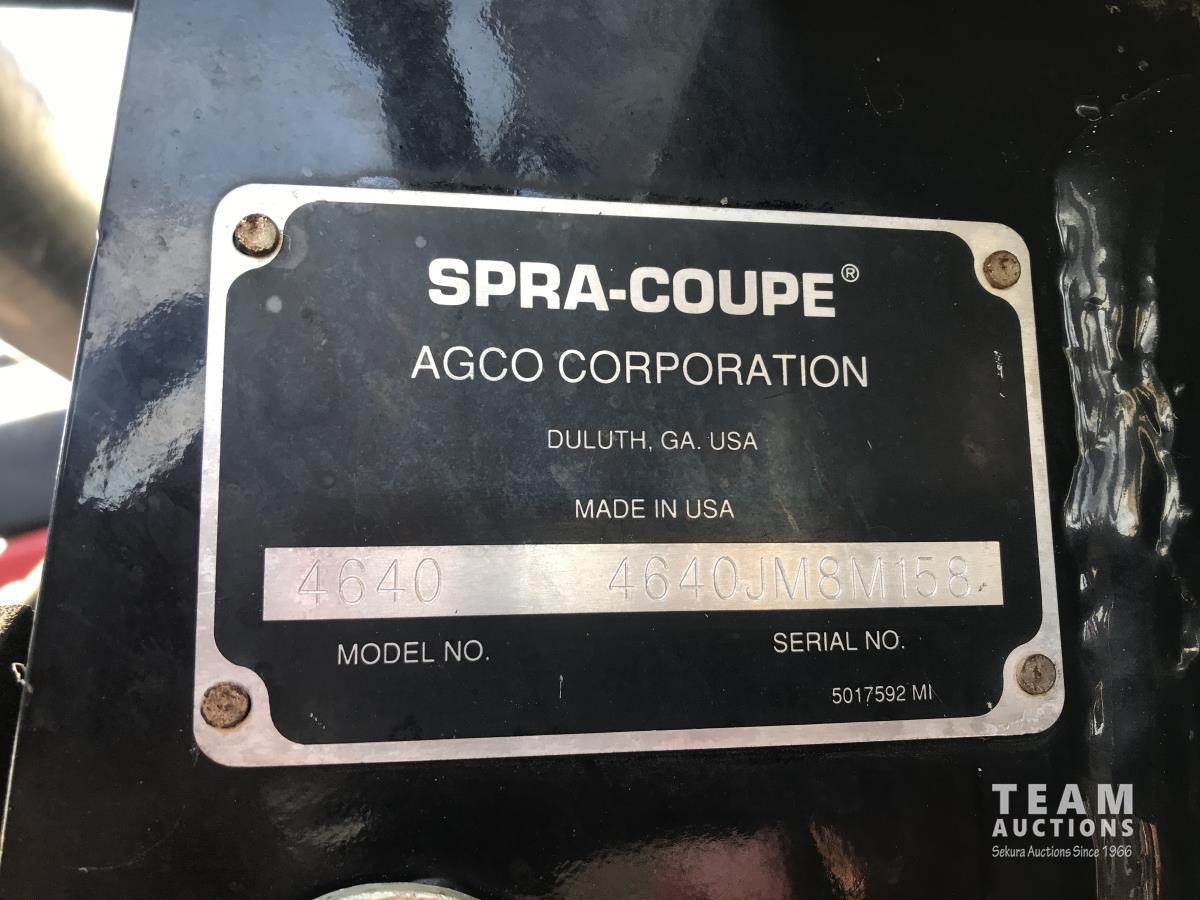 SPRA-COUPE®
AGCO CORPORATION
DULUTH, GA. USA
MADE IN USA
4640 4640JM8M158
MODEL NO. SERIAL NO.
5017592 MI
TEAM
AUCTIONS
Sekura Auctions Since 1966